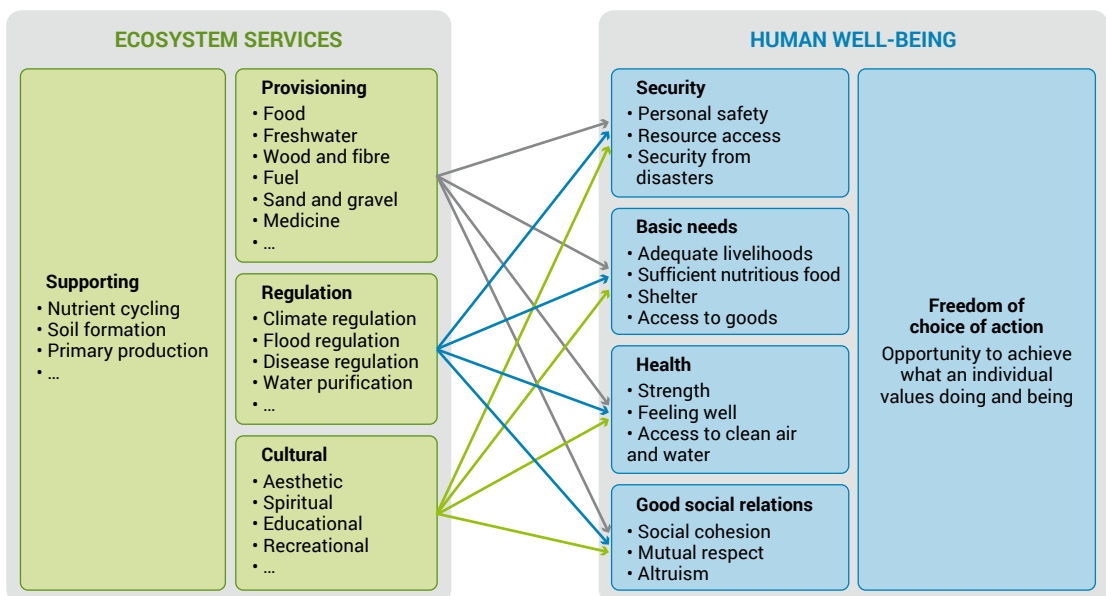 ECOSYSTEM SERVICES
Supporting
• Nutrient cycling
• Soil formation
• Primary production
• ...
Provisioning
• Food
• Freshwater
• Wood and fibre
• Fuel
• Sand and gravel
• Medicine
• ...
Regulation
• Climate regulation
• Flood regulation
• Disease regulation
• Water purification
• ...
Cultural
• Aesthetic
• Spiritual
• Educational
• Recreational
• ...
HUMAN WELL-BEING
Security
• Personal safety
• Resource access
• Security from
disasters
Basic needs
• Adequate livelihoods
• Sufficient nutritious food
• Shelter
• Access to goods
Health
• Strength
• Feeling well
• Access to clean air
and water
Good social relations
• Social cohesion
• Mutual respect
• Altruism
Freedom of
choice of action
Opportunity to achieve
what an individual
values doing and being